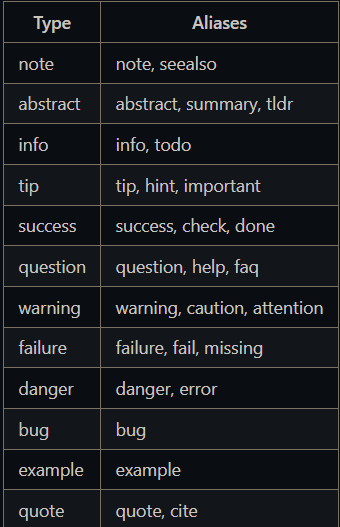 Type Aliases
note note, seealso
abstract abstract, summary, tldr
info info, todo
tip tip, hint, important
success success, check, done
question question, help, faq
warning warning, caution, attention
failure failure, fail, missing
danger danger, error
bug bug
example example
quote quote, cite